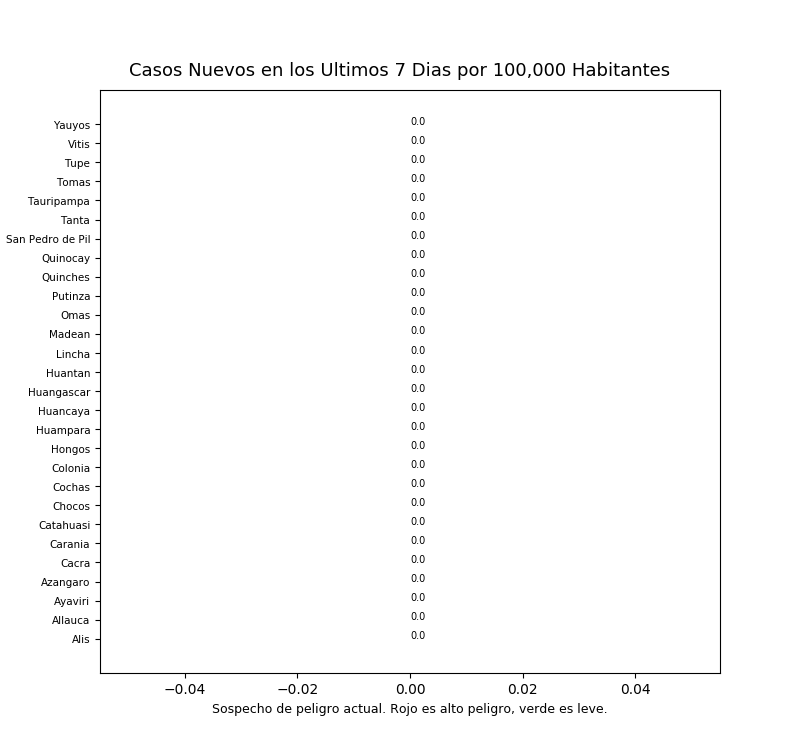 Casos Nuevos en los Ultimos 7 Dias por 100,000 Habitantes
Yauyos 0.0
Vitis 0.0
Tupe 0.0
Tomas 0.0
Tauripampa 0.0
Tanta 0.0
San Pedro de Pil 0.0
Quinocay 0.0
Quinches 0.0
Putinza 0.0
Omas 0.0
Madean 0.0
Lincha 0.0
Huantan 0.0
Huangascar 0.0
Huancaya 0.0
Huampara 0.0
Hongos 0.0
Colonia 0.0
Cochas 0.0
Chocos 0.0
Catahuasi 0.0
Carania 0.0
Cacra 0.0
Azangaro 0.0
Ayaviri 0.0
Allauca 0.0
Alis 0.0
−0.04 −0.02 0.00 0.02 0.04
Sospecho de peligro actual. Rojo es alto peligro, verde es leve.